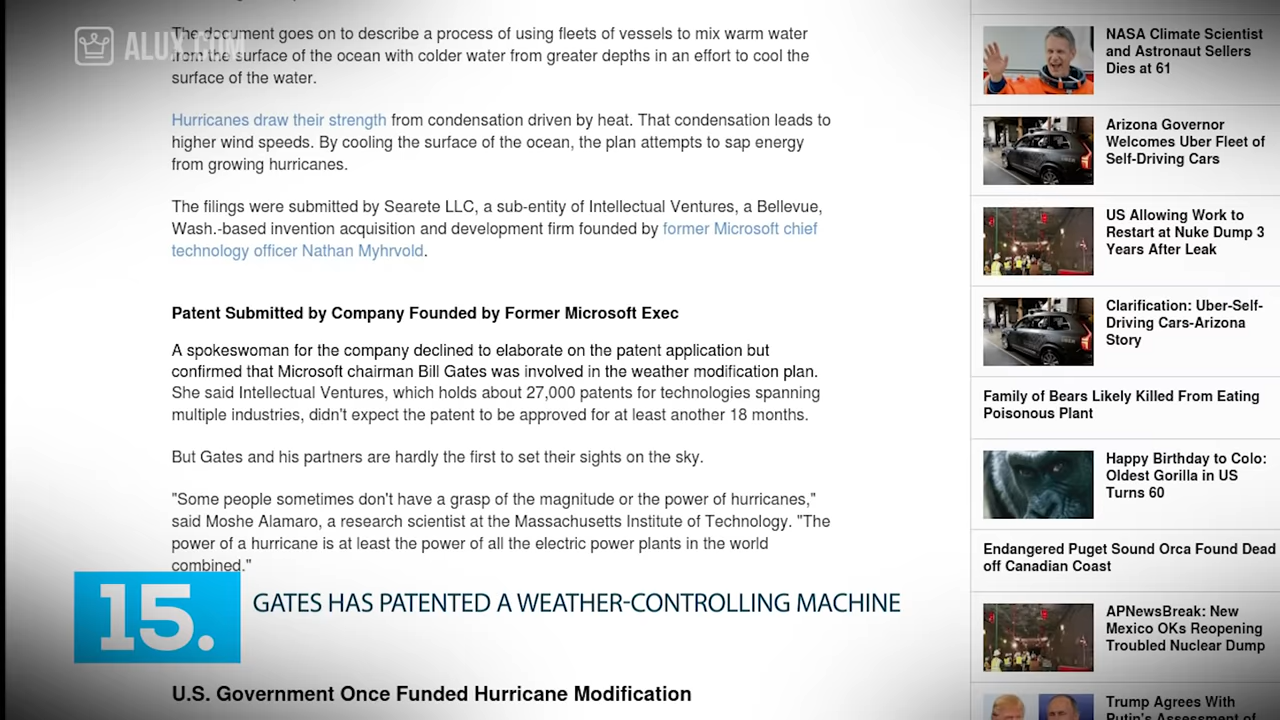 The document goes on to describe a process of using fleets of vessels to mix warm water
from the surface of the ocean with colder water from greater depths in an effort to cool the
surface of the water.
ALUX.COM
Hurricanes draw their strength from condensation driven by heat. That condensation leads to
higher wind speeds. By cooling the surface of the ocean, the plan attempts to sap energy
from growing hurricanes.
The filings were submitted by Searete LLC, a sub-entity of Intellectual Ventures, a Bellevue,
Wash.-based invention acquisition and development firm founded by former Microsoft chief
technology officer Nathan Myhrvold.
Patent Submitted by Company Founded by Former Microsoft Exec
A spokeswoman for the company declined to elaborate on the patent application but
confirmed that Microsoft chairman Bill Gates was involved in the weather modification plan.
She said Intellectual Ventures, which holds about 27,000 patents for technologies spanning
multiple industries, didn't expect the patent to be approved for at least another 18 months.
But Gates and his partners are hardly the first to set their sights on the sky.
"Some people sometimes don't have a grasp of the magnitude or the power of hurricanes,"
said Moshe Alamaro, a research scientist at the Massachusetts Institute of Technology. "The
power of a hurricane is at least the power of all the electric power plants in the world
combined."
15.
GATES HAS PATENTED A WEATHER-CONTROLLING MACHINE
U.S. Government Once Funded Hurricane Modification
NASA Climate Scientist
and Astronaut Sellers
Dies at 61
Arizona Governor
Welcomes Uber Fleet of
Self-Driving Cars
US Allowing Work to
Restart at Nuke Dump 3
Years After Leak
Clarification: Uber-Self-
Driving Cars-Arizona
Story
Family of Bears Likely Killed From Eating
Poisonous Plant
Happy Birthday to Colo:
Oldest Gorilla in US
Turns 60
Endangered Puget Sound Orca Found Dead
off Canadian Coast
APNewsBreak: New
Mexico OKs Reopening
Troubled Nuclear Dump
Trump Agrees With
Putin's Assessment of